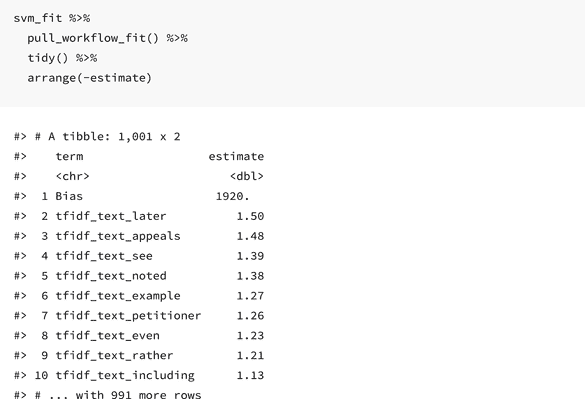 svm_fit %>%
  pull_workflow_fit() %>%
  tidy() %>%
  arrange(-estimate)
#> # A tibble: 1,001 x 2
#>    term                  estimate
#>    <chr>                    <dbl>
#>  1 Bias                   1920.
#>  2 tfidf_text_later          1.50
#>  3 tfidf_text_appeals        1.48
#>  4 tfidf_text_see            1.39
#>  5 tfidf_text_noted          1.38
#>  6 tfidf_text_example        1.27
#>  7 tfidf_text_petitioner     1.26
#>  8 tfidf_text_even           1.23
#>  9 tfidf_text_rather         1.21
#> 10 tfidf_text_including      1.13
#> # ... with 991 more rows